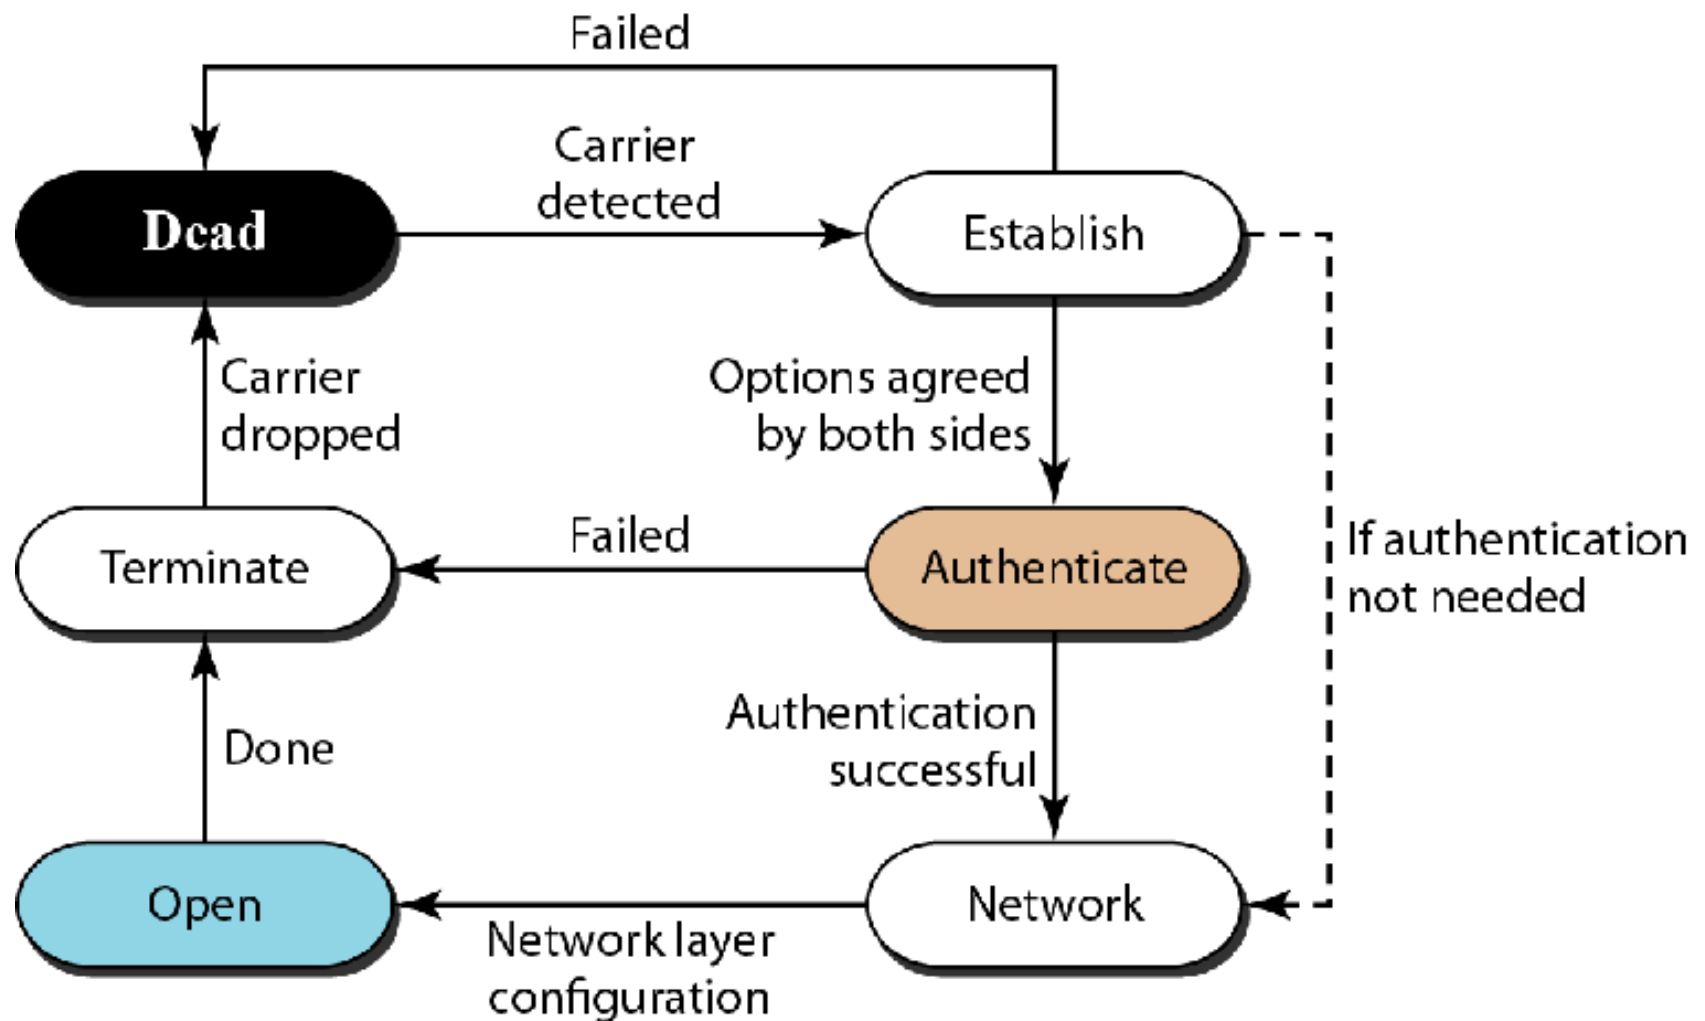 Failed
Carrier
detected
Dead
Establish
Carrier
dropped
Options agreed
by both sides
Terminate
Failed
Authenticate
If authentication
not needed
Done
Authentication
successful
Open
Network
Network layer
configuration